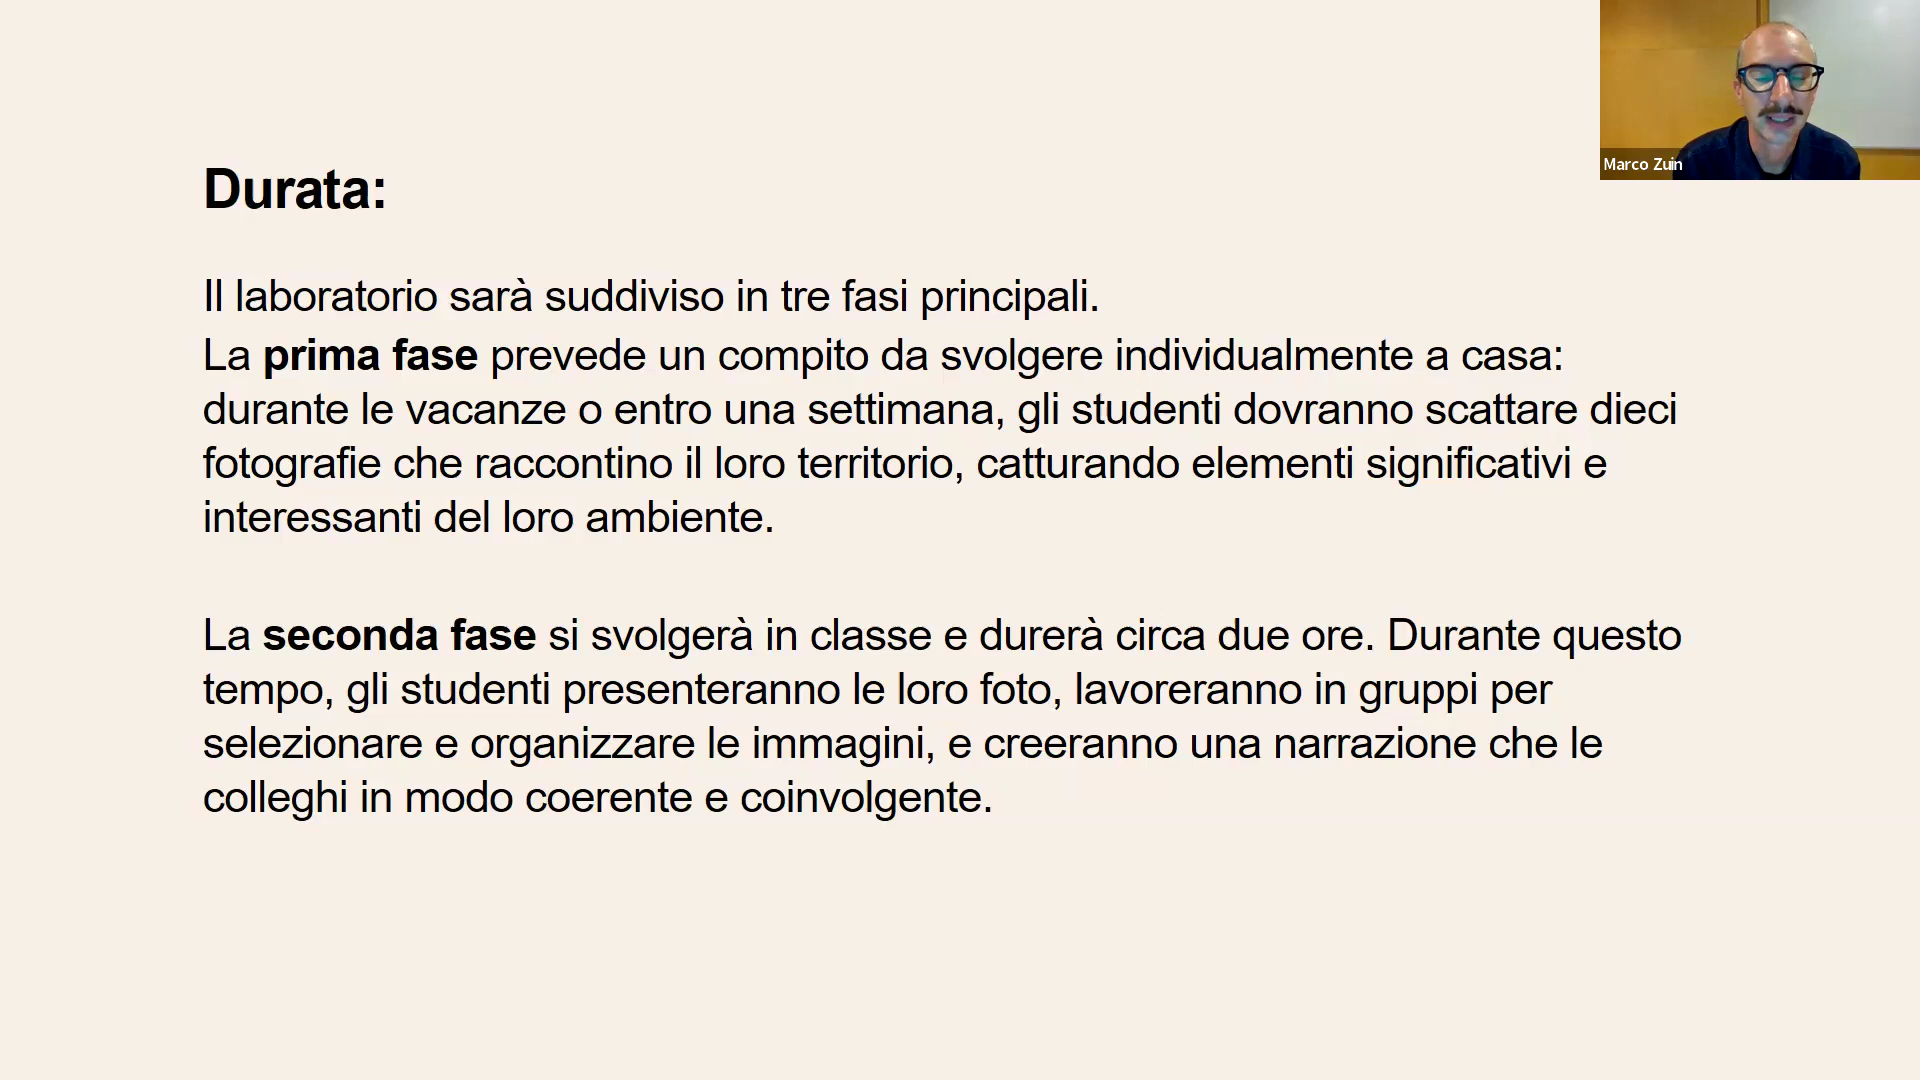 Durata:
Il laboratorio sarà suddiviso in tre fasi principali.
La prima fase prevede un compito da svolgere individualmente a casa:
durante le vacanze o entro una settimana, gli studenti dovranno scattare dieci
fotografie che raccontino il loro territorio, catturando elementi significativi e
interessanti del loro ambiente.
La seconda fase si svolgerà in classe e durerà circa due ore. Durante questo
tempo, gli studenti presenteranno le loro foto, lavoreranno in gruppi per
selezionare e organizzare le immagini, e creeranno una narrazione che le
colleghi in modo coerente e coinvolgente.
Marco Zuin